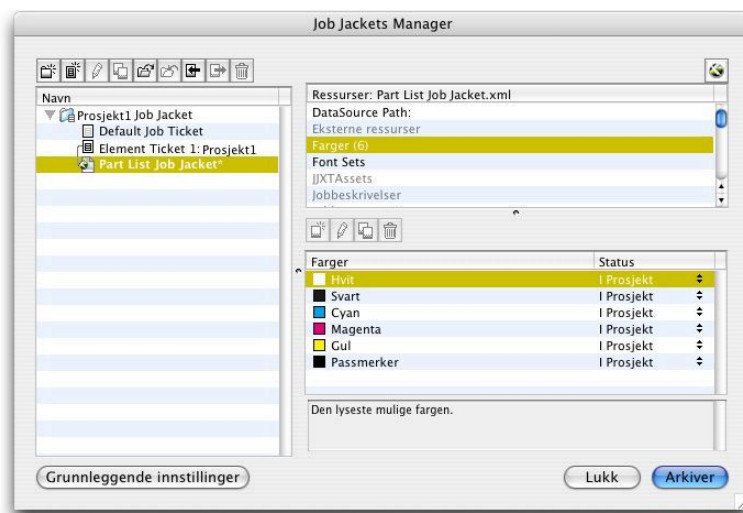 Job Jackets Manager
Navn
Prosjekt1 Job Jacket
Default Job Ticket
Element Ticket 1: Prosjekt1
Part List Job Jacket*
Ressurser: Part List Job Jacket.xml
DataSource Path:
Eksterne ressurser
Farger (6)
Font Sets
JJXTAssets
Jobbeskrivelser
Farger Status
Hvit I Prosjekt
Svart I Prosjekt
Cyan I Prosjekt
Magenta I Prosjekt
Gul I Prosjekt
Passmerker I Prosjekt
Den lyseste mulige fargen.
Grunnleggende innstillinger
Lukk
Arkiver